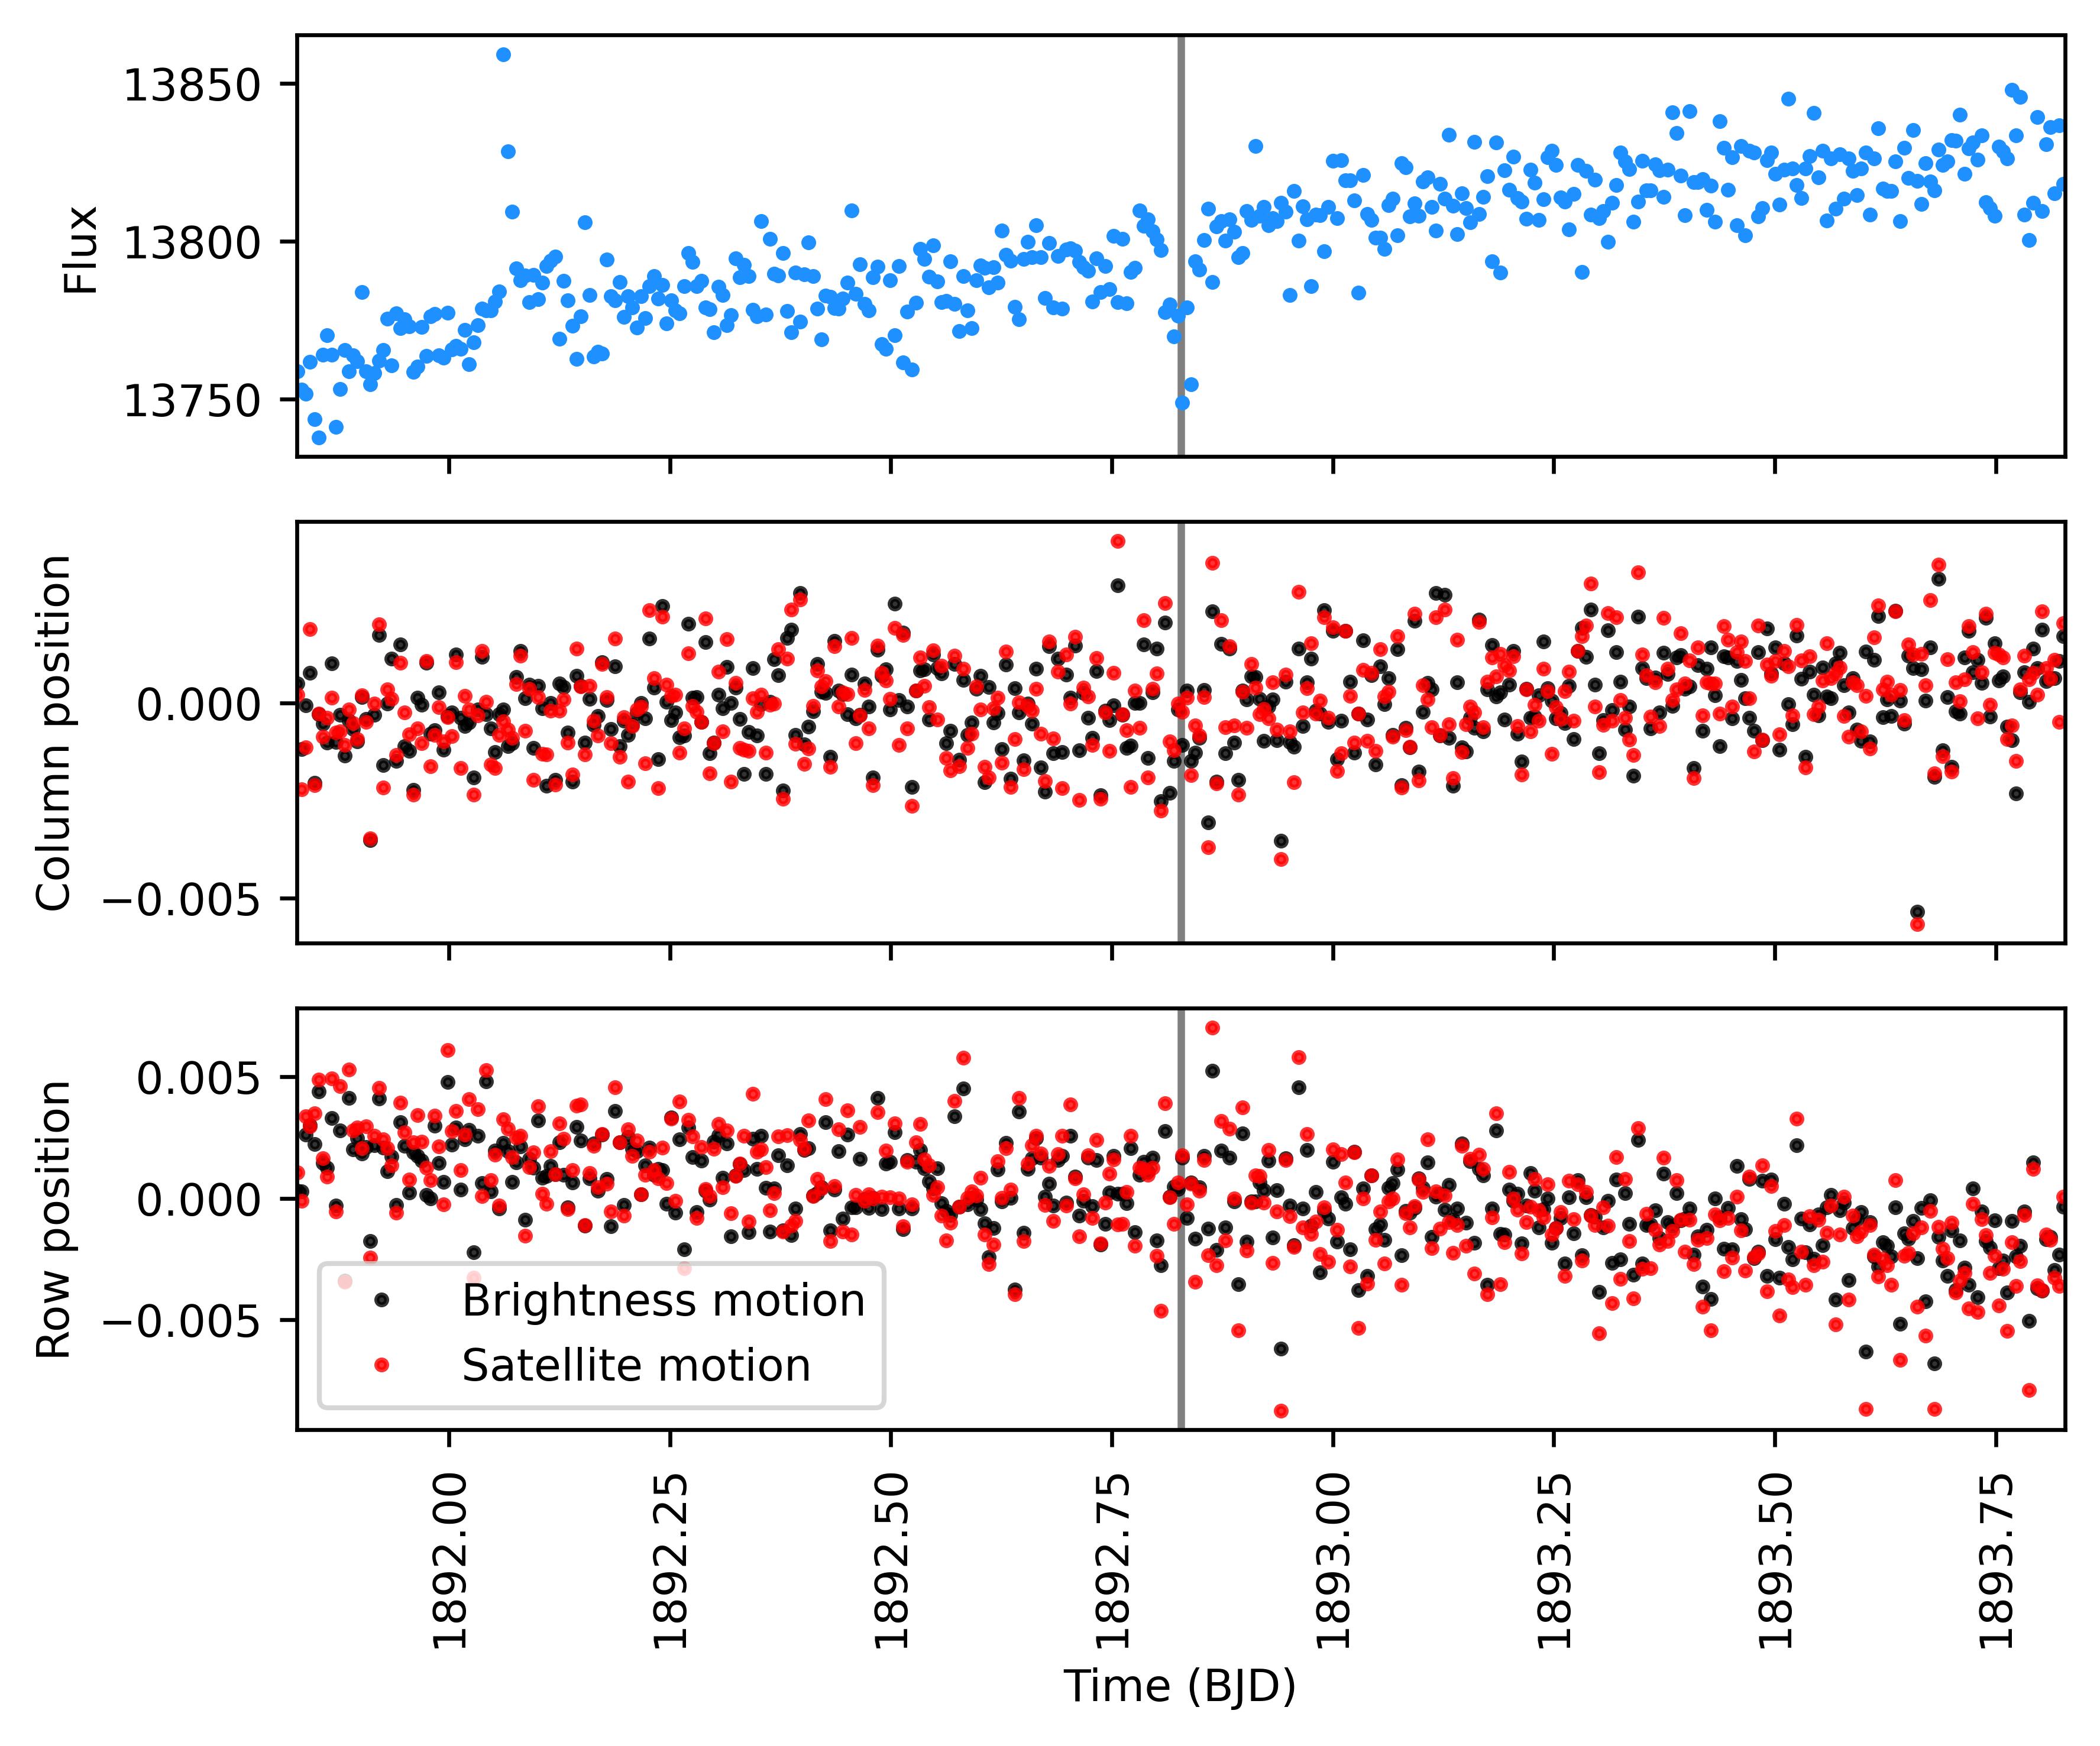 Flux
13850
13800
13750
Column position
0.000
−0.005
Row position
0.005
0.000
−0.005
Brightness motion
Satellite motion
1892.00
1892.25
1892.50
1892.75
1893.00
1893.25
1893.50
1893.75
Time (BJD)